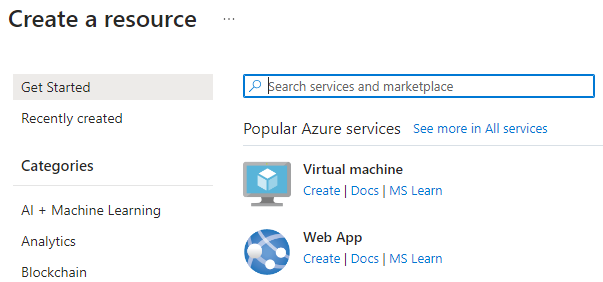 Create a resource ...
Get Started
Recently created
Categories
AI + Machine Learning
Analytics
Blockchain
Search services and marketplace
Popular Azure services See more in All services
Virtual machine
Create | Docs | MS Learn
Web App
Create | Docs | MS Learn